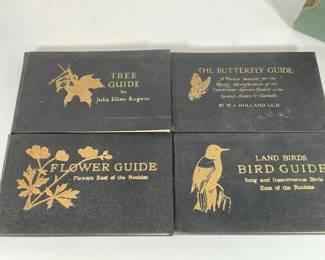 TREE
GUIDE
by
Julia Ellen Rogers
THE BUTTERFLY GUIDE
A Pocket Manual for the
Ready Identification of the
Commoner Species Found in the
United States & Canada
BY W. J. HOLLAND LL.D
FLOWER GUIDE
Flowers East of the Rockies
LAND BIRDS
BIRD GUIDE
Song and Insectivorous Birds
East of the Rockies